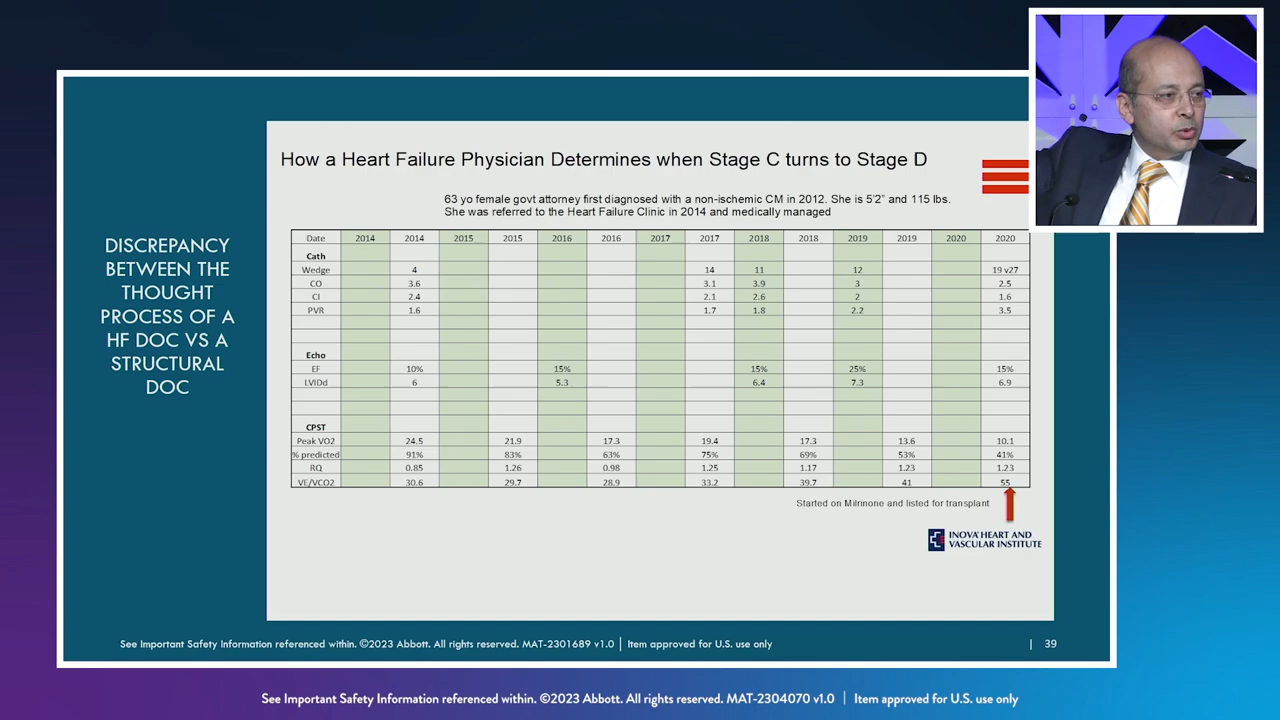 How a Heart Failure Physician Determines when Stage C turns to Stage D
63 yo female govt attorney first diagnosed with a non-ischemic CM in 2012. She is 5'2" and 115 lbs.
She was referred to the Heart Failure Clinic in 2014 and medically managed
DISCREPANCY
BETWEEN THE
THOUGHT
PROCESS OF A
HF DOC VS A
STRUCTURAL
DOC
Date 2014 2014 2015 2015 2016 2016 2017 2017 2018 2018 2019 2019 2020 2020
Cath
Wedge 4 14 11 12 19 v27
CO 3.6 3.1 3.9 3 2.5
CI 2.4 2.1 2.6 2 1.6
PVR 1.6 1.7 1.8 2.2 3.5
Echo
EF 10% 15% 15% 25% 15%
LVIDd 6 5.3 6.4 7.3 6.9
CPST
Peak VO2 24.5 21.9 17.3 19.4 17.3 13.6 10.1
% predicted 91% 83% 63% 75% 69% 53% 41%
RQ 0.85 1.26 0.98 1.25 1.17 1.23 1.23
VE/VCO2 30.6 29.7 28.9 33.2 39.7 41 55
Started on Milrinone and listed for transplant
INOVA HEART AND
VASCULAR INSTITUTE
See Important Safety Information referenced within. ©2023 Abbott. All rights reserved. MAT-2301689 v1.0 | Item approved for U.S. use only
| 39
See Important Safety Information referenced within. ©2023 Abbott. All rights reserved. MAT-2304070 v1.0 | Item approved for U.S. use only